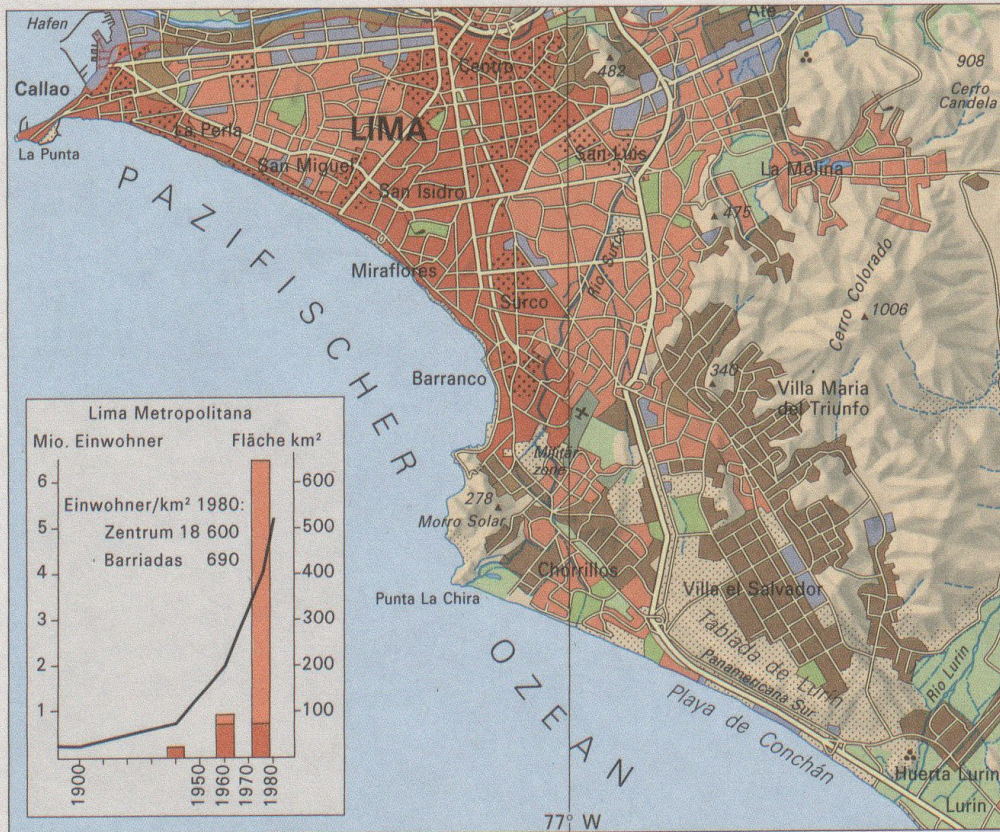 Hafen
Callao
La Punta
La Perla
San Miguel
LIMA
Centro
482
Ate
908
Cerro
Candela
San Luis
La Molina
San Isidro
475
Miraflores
Surco
Rio Surco
Cerro Colorado
1006
Barranco
340
Villa Maria
del Triunfo
Militär-
zone
278
Morro Solar
Chorrillos
Punta La Chira
Villa el Salvador
Tablada de Lurín
Panamericana Sur
Playa de Conchán
Rio Lurín
Huerta Lurin
Lurin
PAZIFISCHER
OZEAN
77° W
Lima Metropolitana
Mio. Einwohner Fläche km²
Einwohner/km² 1980:
Zentrum 18 600
Barriadas 690
6
5
4
3
2
1
600
500
400
300
200
100
1900
1950
1960
1970
1980